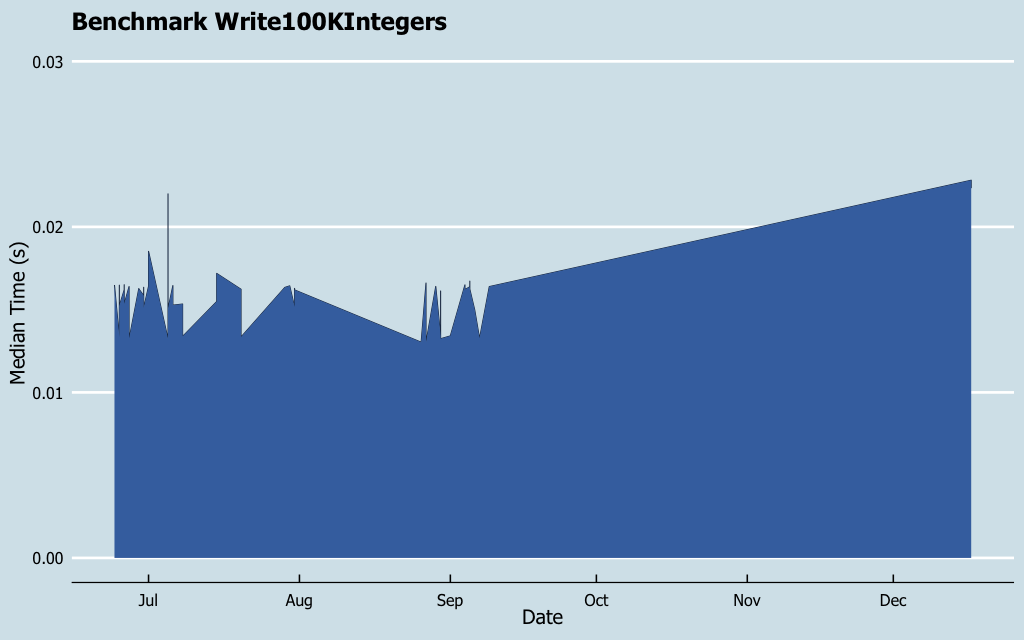 Benchmark Write100KIntegers
0.03
0.02
0.01
0.00
Median Time (s)
Jul Aug Sep Oct Nov Dec
Date